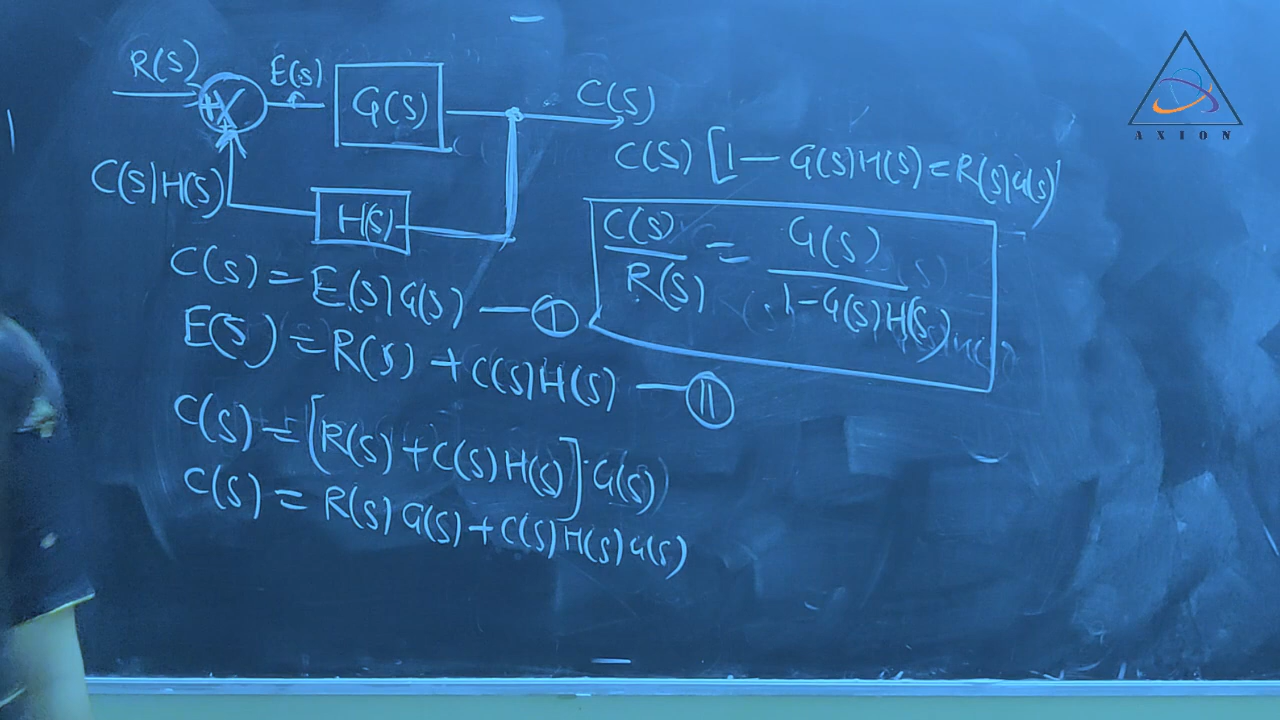 R(s)
E(s)
G(s)
C(s)
+
+
C(s)H(s)
H(s)
C(s) = E(s)G(s) — I
E(s) = R(s) + C(s)H(s) — II
C(s) = [R(s) + C(s)H(s)]·G(s)
C(s) = R(s)G(s) + C(s)H(s)G(s)
C(s) [1 - G(s)H(s) = R(s)G(s)
C(s)/R(s) = G(s)/1-G(s)H(s)
AXION